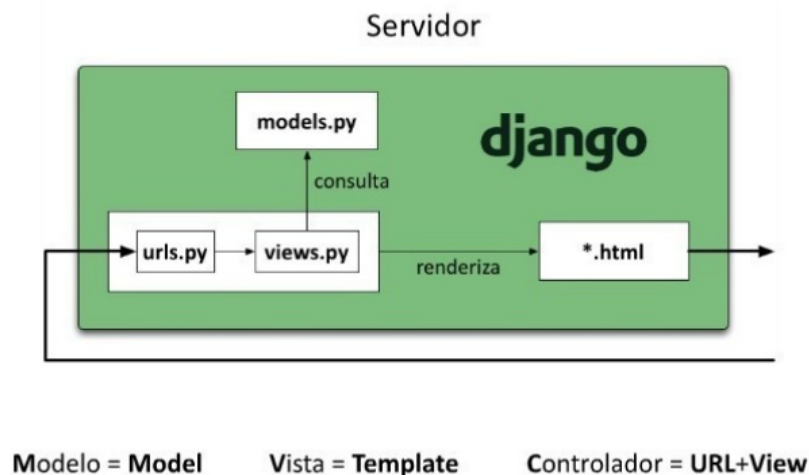 Servidor
models.py
django
consulta
urls.py
views.py
renderiza
*.html
Modelo = Model Vista = Template Controlador = URL+View